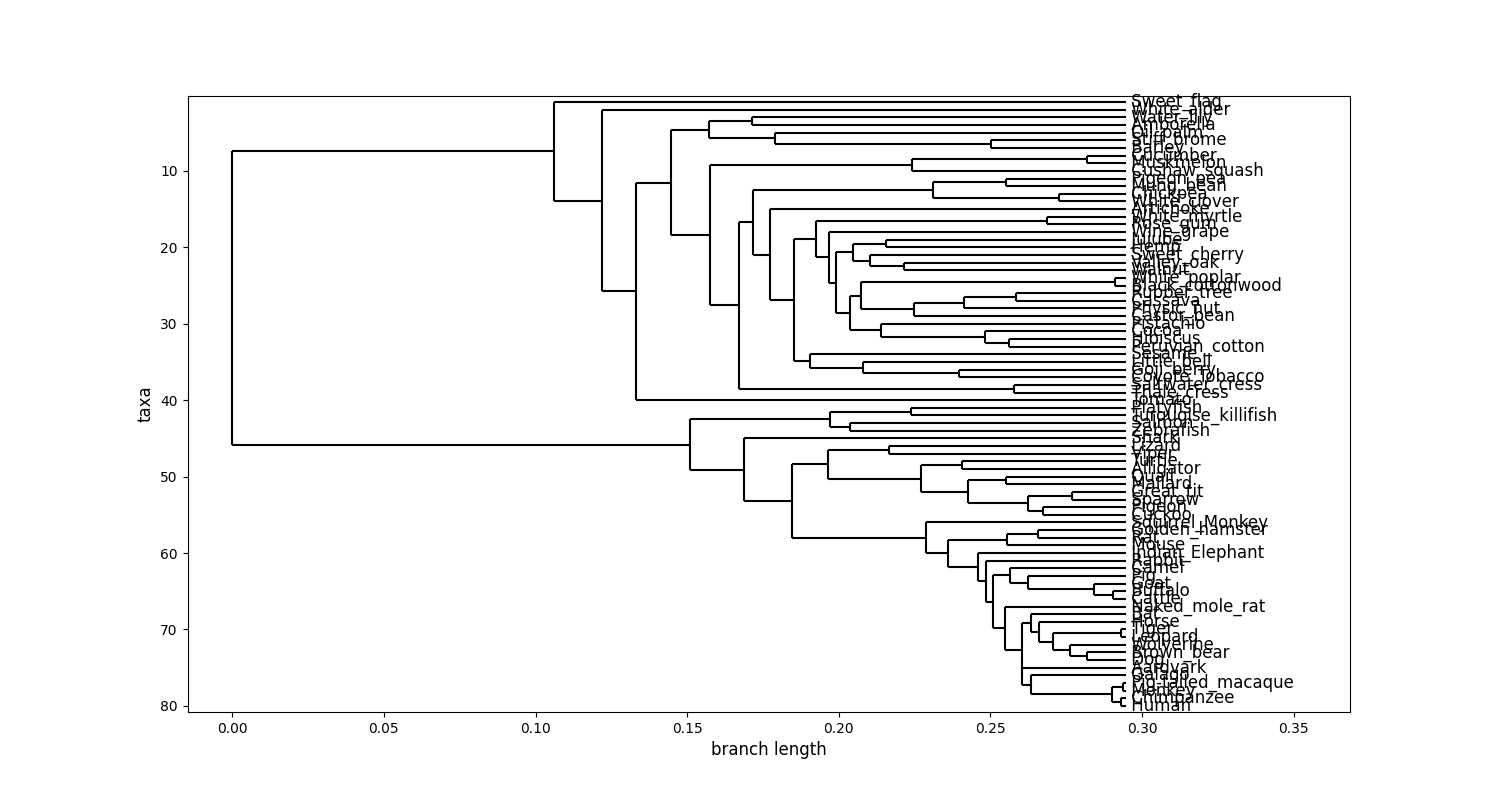 Sweet_flag
White_alder
Water_lily
Amborella
Oil_palm
Stiff_brome
Barley
Cucumber
Muskmelon
Cushaw_squash
Pigeon_pea
Mung_bean
Chickpea
White_clover
Artichoke
White_myrtle
Rose_gum
Wine_grape
Jujube
Hemp
Sweet_cherry
Valley_oak
Walnut
White_poplar
Black_cottonwood
Rubber_tree
Cassava
Physic_nut
Castor_bean
Pistachio
Cocoa
Hibiscus
Peruvian_cotton
Sesame
Little_bell
Goji_berry
Coyote_tobacco
Saltwater_cress
Thale_cress
Tomato
Platyfish
Turquoise_killifish
Salmon
Zebrafish
Shark
Lizard
Viper
Turtle
Alligator
Quail
Mallard
Great_tit
Sparrow
Pigeon
Cuckoo
Squirrel_Monkey
Golden_hamster
Rat
Mouse
Indian_Elephant
Rabbit
Camel
Pig
Goat
Buffalo
Cattle
Naked_mole_rat
Bat
Horse
Tiger
Leopard
Wolverine
Brown_bear
Dog
Aardvark
Galago
Pig-tailed_macaque
Monkey
Chimpanzee
Human
10
20
30
40
50
60
70
80
taxa
0.00 0.05 0.10 0.15 0.20 0.25 0.30 0.35
branch length